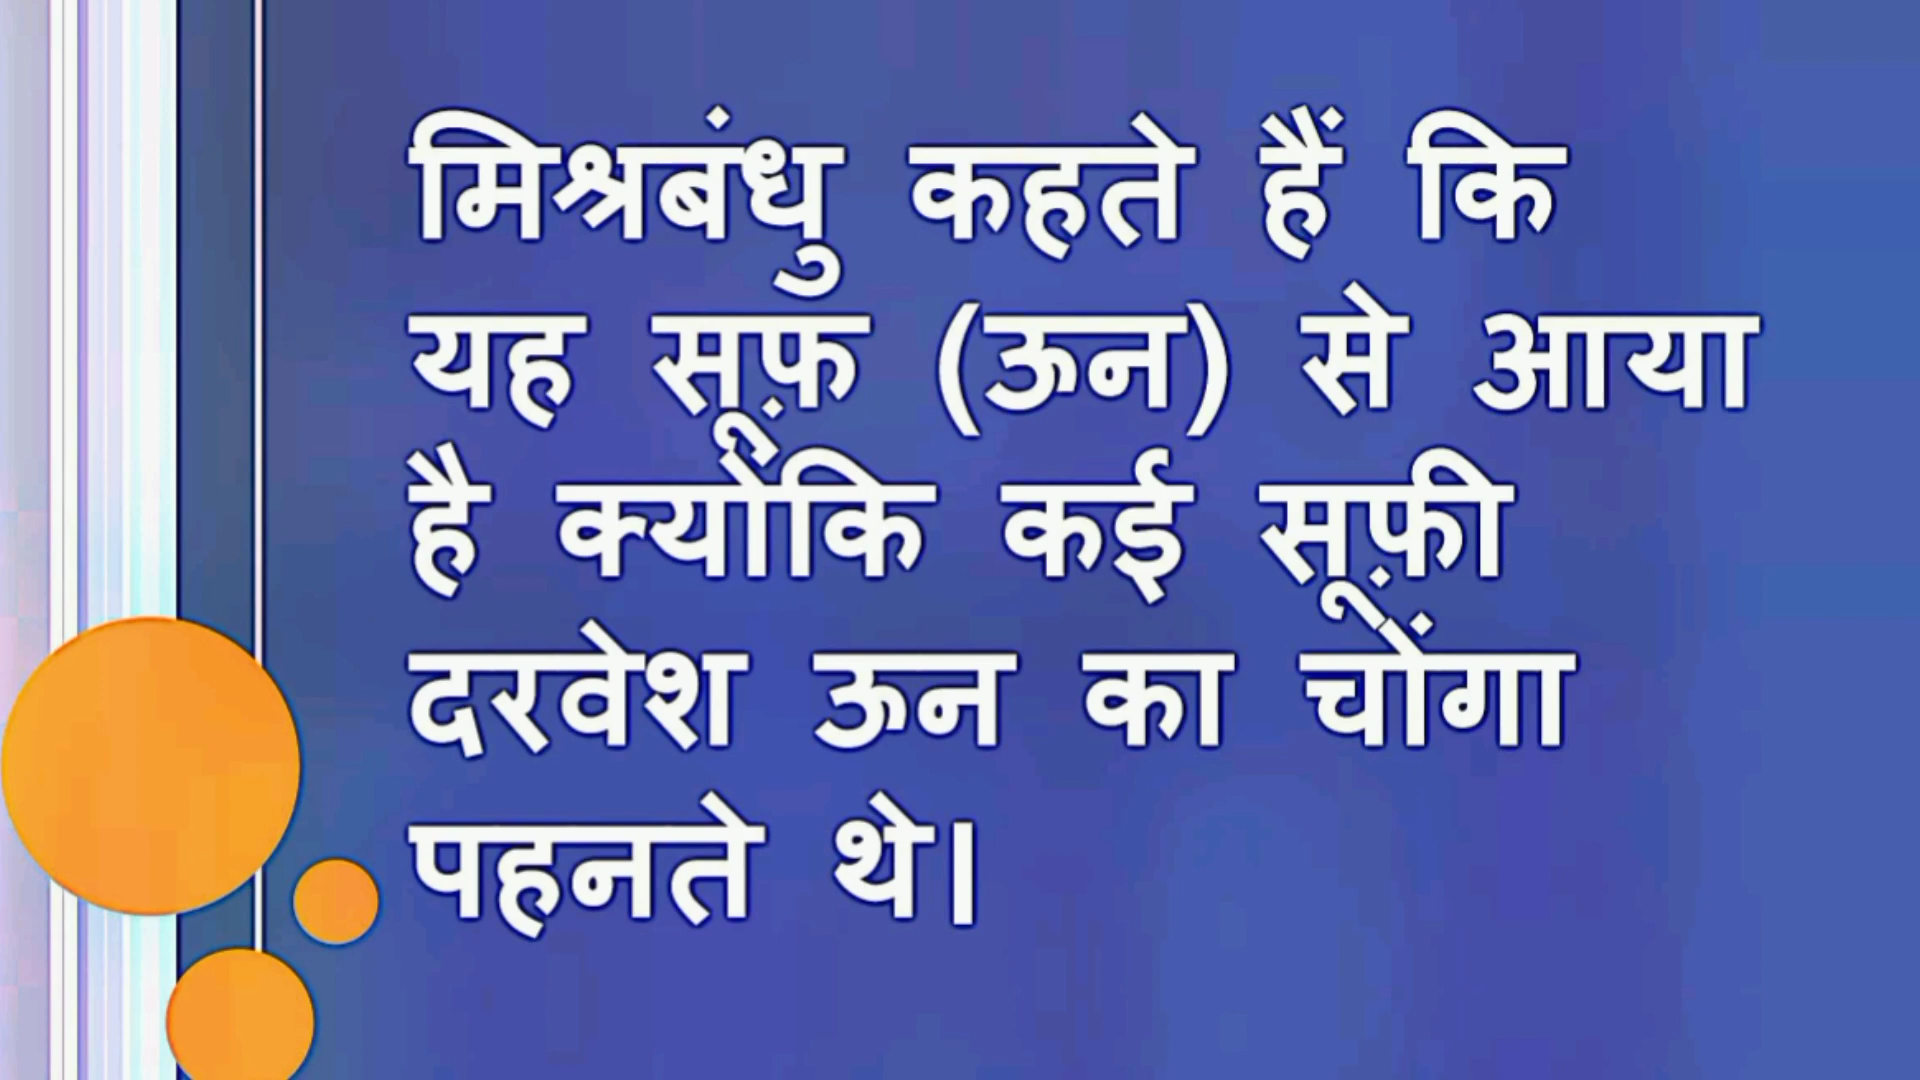 मिश्रबंधु कहते हैं कि
यह सूफ़ (ऊन) से आया
है क्योंकि कई सूफ़ी
दरवेश ऊन का चोंगा
पहनते थे।